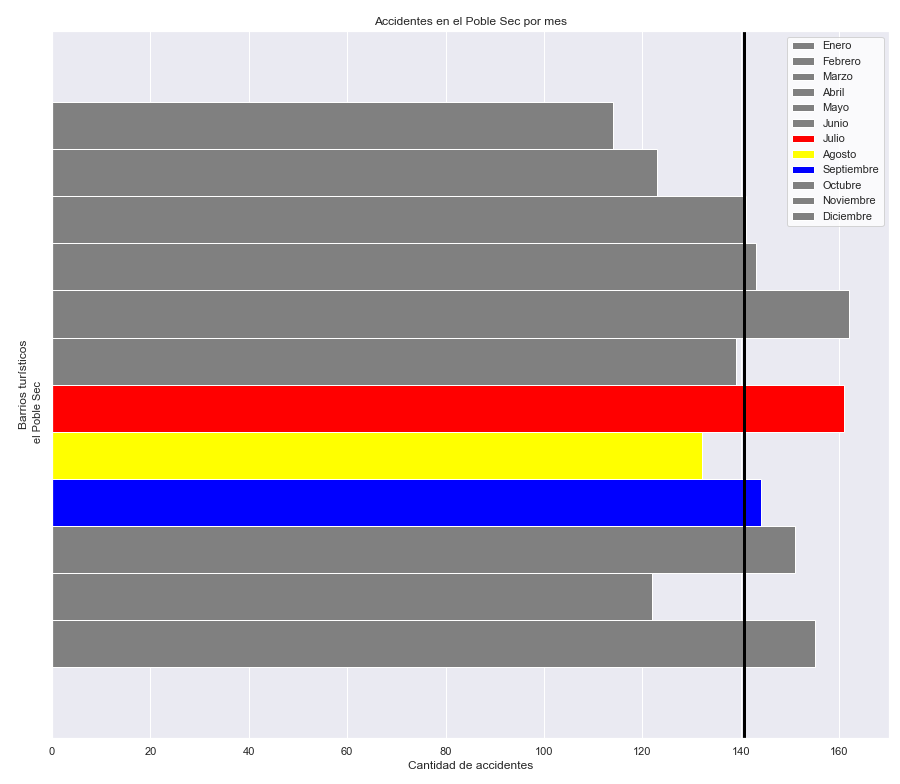 Accidentes en el Poble Sec por mes
Enero
Febrero
Marzo
Abril
Mayo
Junio
Julio
Agosto
Septiembre
Octubre
Noviembre
Diciembre
Barrios turísticos
el Poble Sec
0 20 40 60 80 100 120 140 160
Cantidad de accidentes